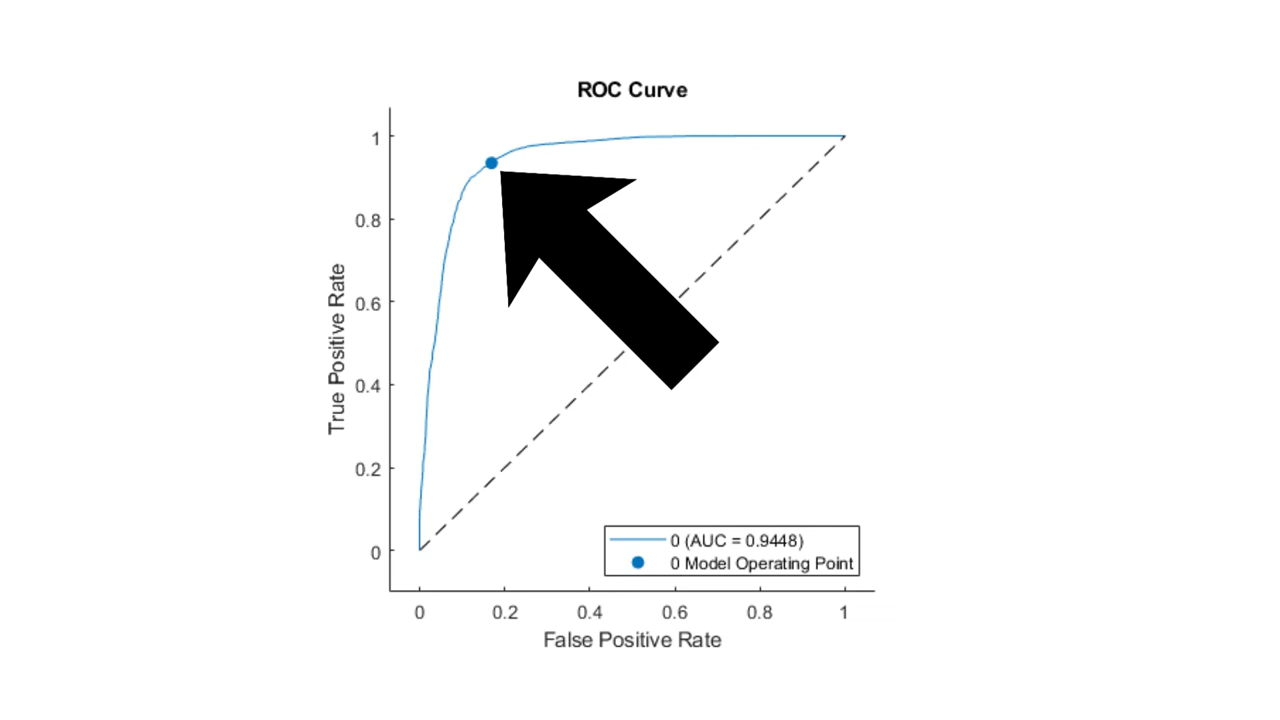 ROC Curve
1
0.8
0.6
0.4
0.2
0
True Positive Rate
0 (AUC = 0.9448)
0 Model Operating Point
0 0.2 0.4 0.6 0.8 1
False Positive Rate